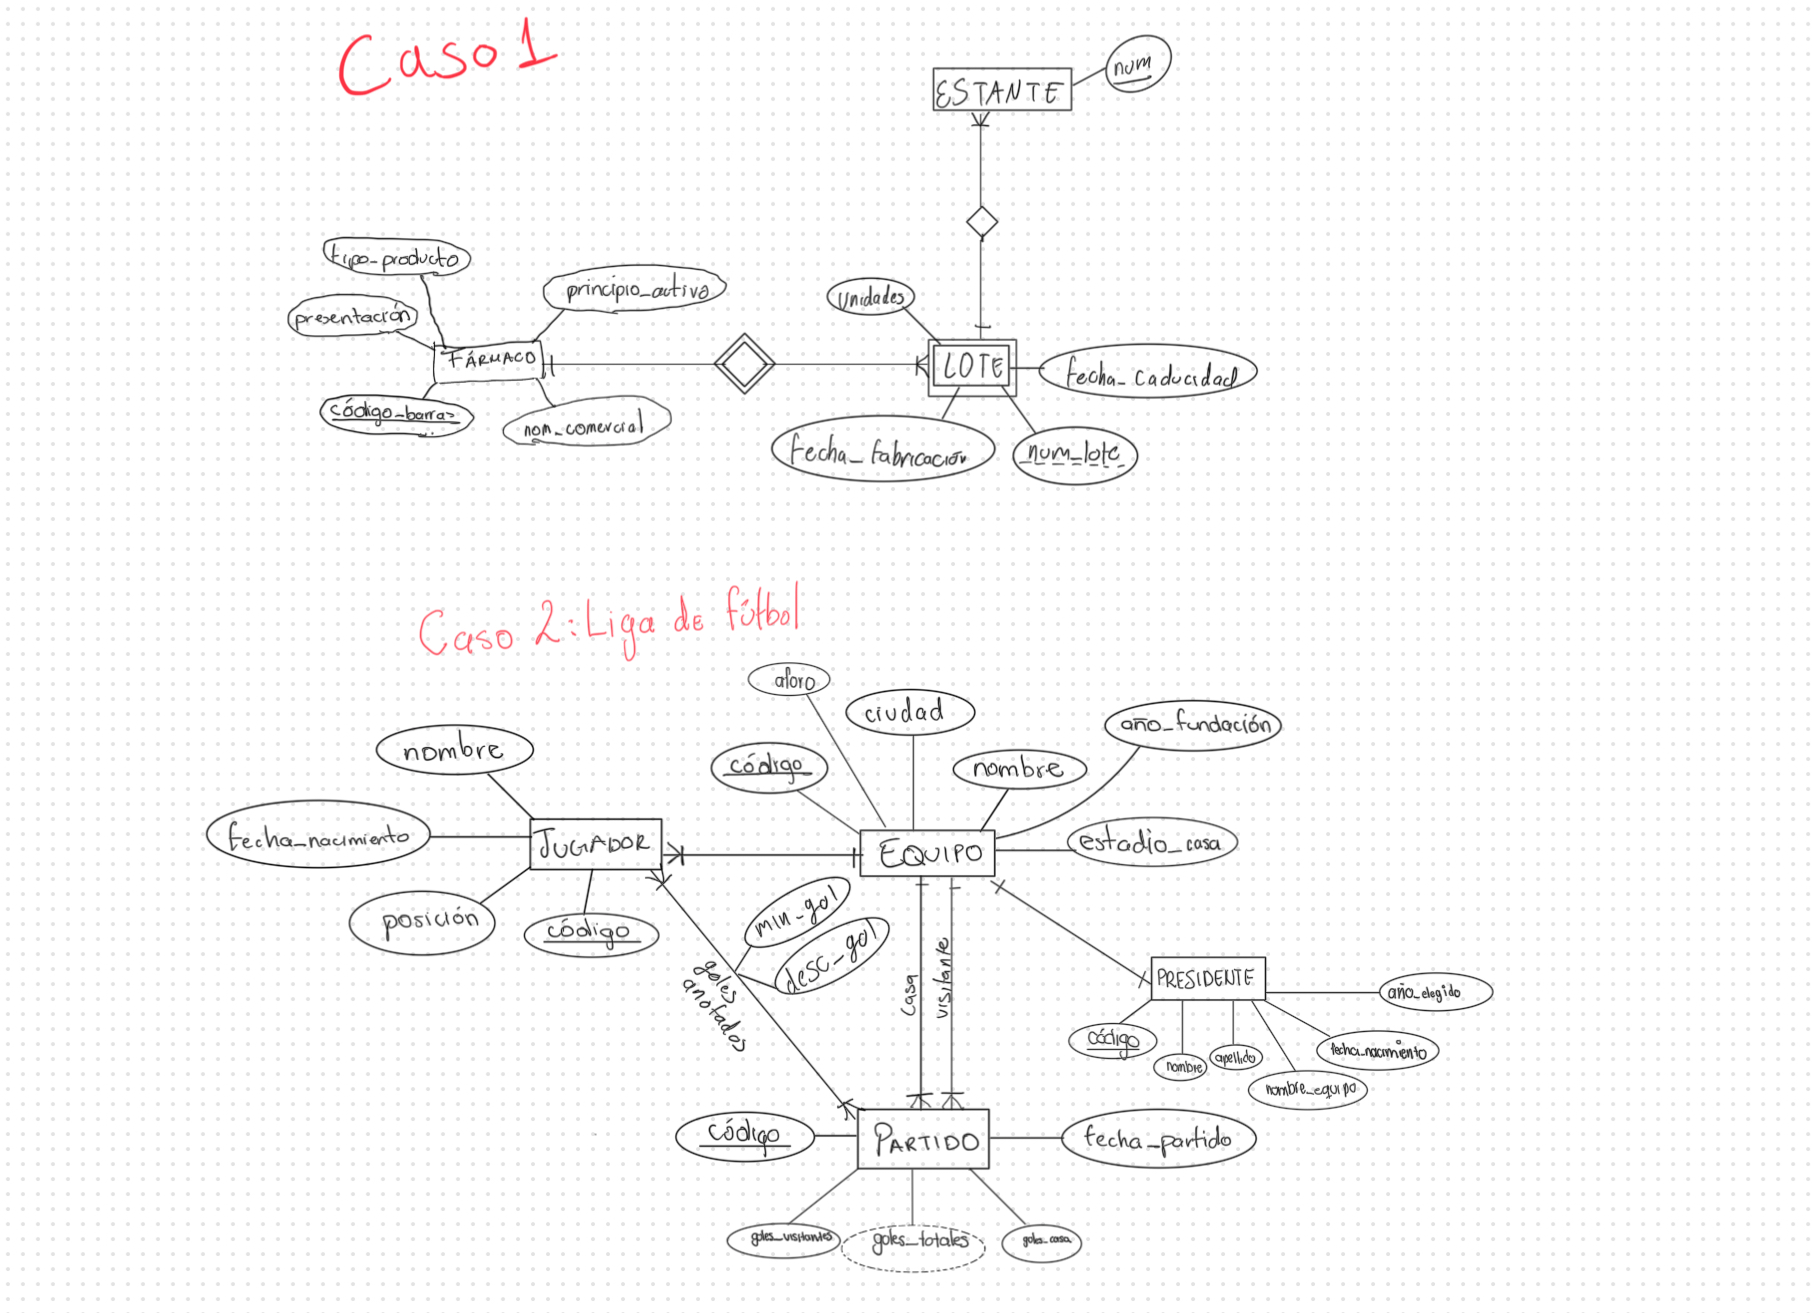 Caso 1
num
ESTANTE
tipo_producto
principio_activo
presentación
unidades
FÁRMACO
LOTE
fecha_caducidad
código_barras
nom_comercial
fecha_fabricación
num_lote
Caso 2: Liga de fútbol
aforo
ciudad
año_fundación
nombre
código
nombre
fecha_nacimiento
JUGADOR
EQUIPO
estadio_casa
posición
código
min_gol
desc_gol
goles
anotados
casa
visitante
PRESIDENTE
año_elegido
código
nombre
apellido
fecha_nacimiento
nombre_equipo
código
PARTIDO
fecha_partido
goles_visitantes
goles_totales
goles_casa